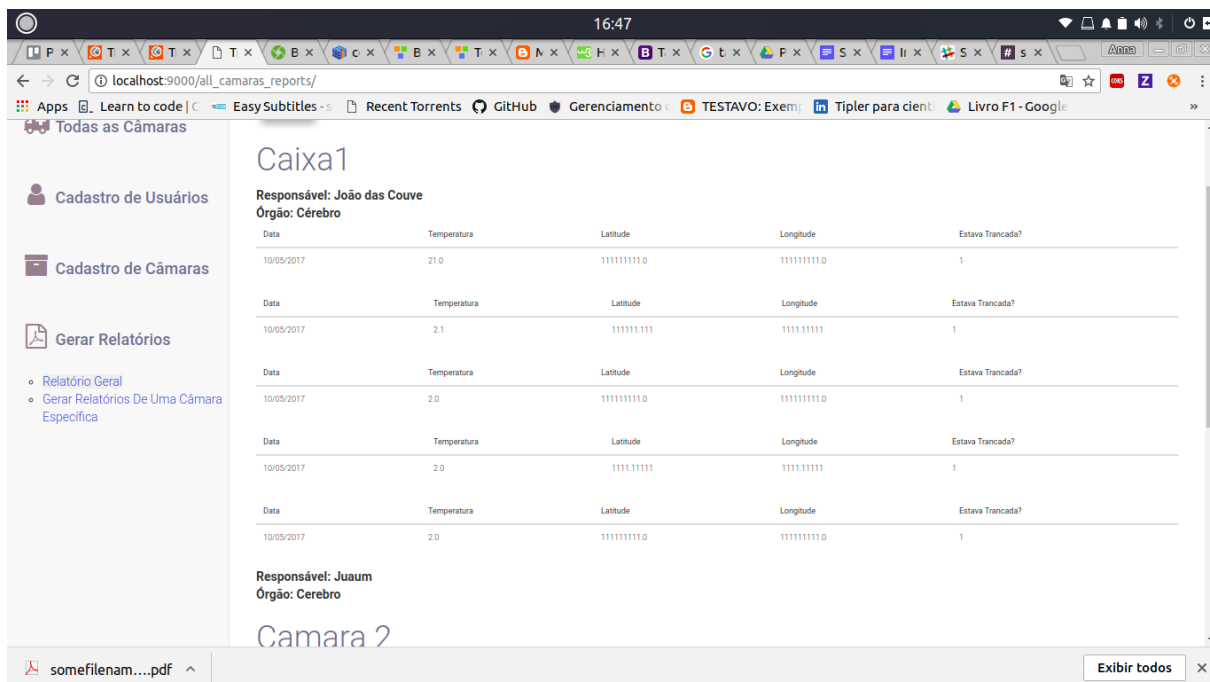 16:47
P T T T B c B T N H B T G t P S Ir S # s Anna
localhost:9000/all_camaras_reports/
Apps Learn to code | C EasySubtitles - s Recent Torrents GitHub Gerenciamento TESTAVO: Exemp Tipler para cient Livro F1 - Google »
Todas as Câmaras
Cadastro de Usuários
Cadastro de Câmaras
Gerar Relatórios
Relatório Geral
Gerar Relatórios De Uma Câmara
Específica
Caixa1
Responsável: João das Couve
Órgão: Cérebro
Data Temperatura Latitude Longitude Estava Trancada?
10/05/2017 21.0 111111111.0 111111111.0 1
Data Temperatura Latitude Longitude Estava Trancada?
10/05/2017 2.1 111111.111 1111.11111 1
Data Temperatura Latitude Longitude Estava Trancada?
10/05/2017 2.0 111111111.0 111111111.0 1
Data Temperatura Latitude Longitude Estava Trancada?
10/05/2017 2.0 1111.11111 1111.11111 1
Data Temperatura Latitude Longitude Estava Trancada?
10/05/2017 2.0 111111111.0 111111111.0 1
Responsável: Juaum
Órgão: Cerebro
Camara 2
somefilenam....pdf
Exibir todos